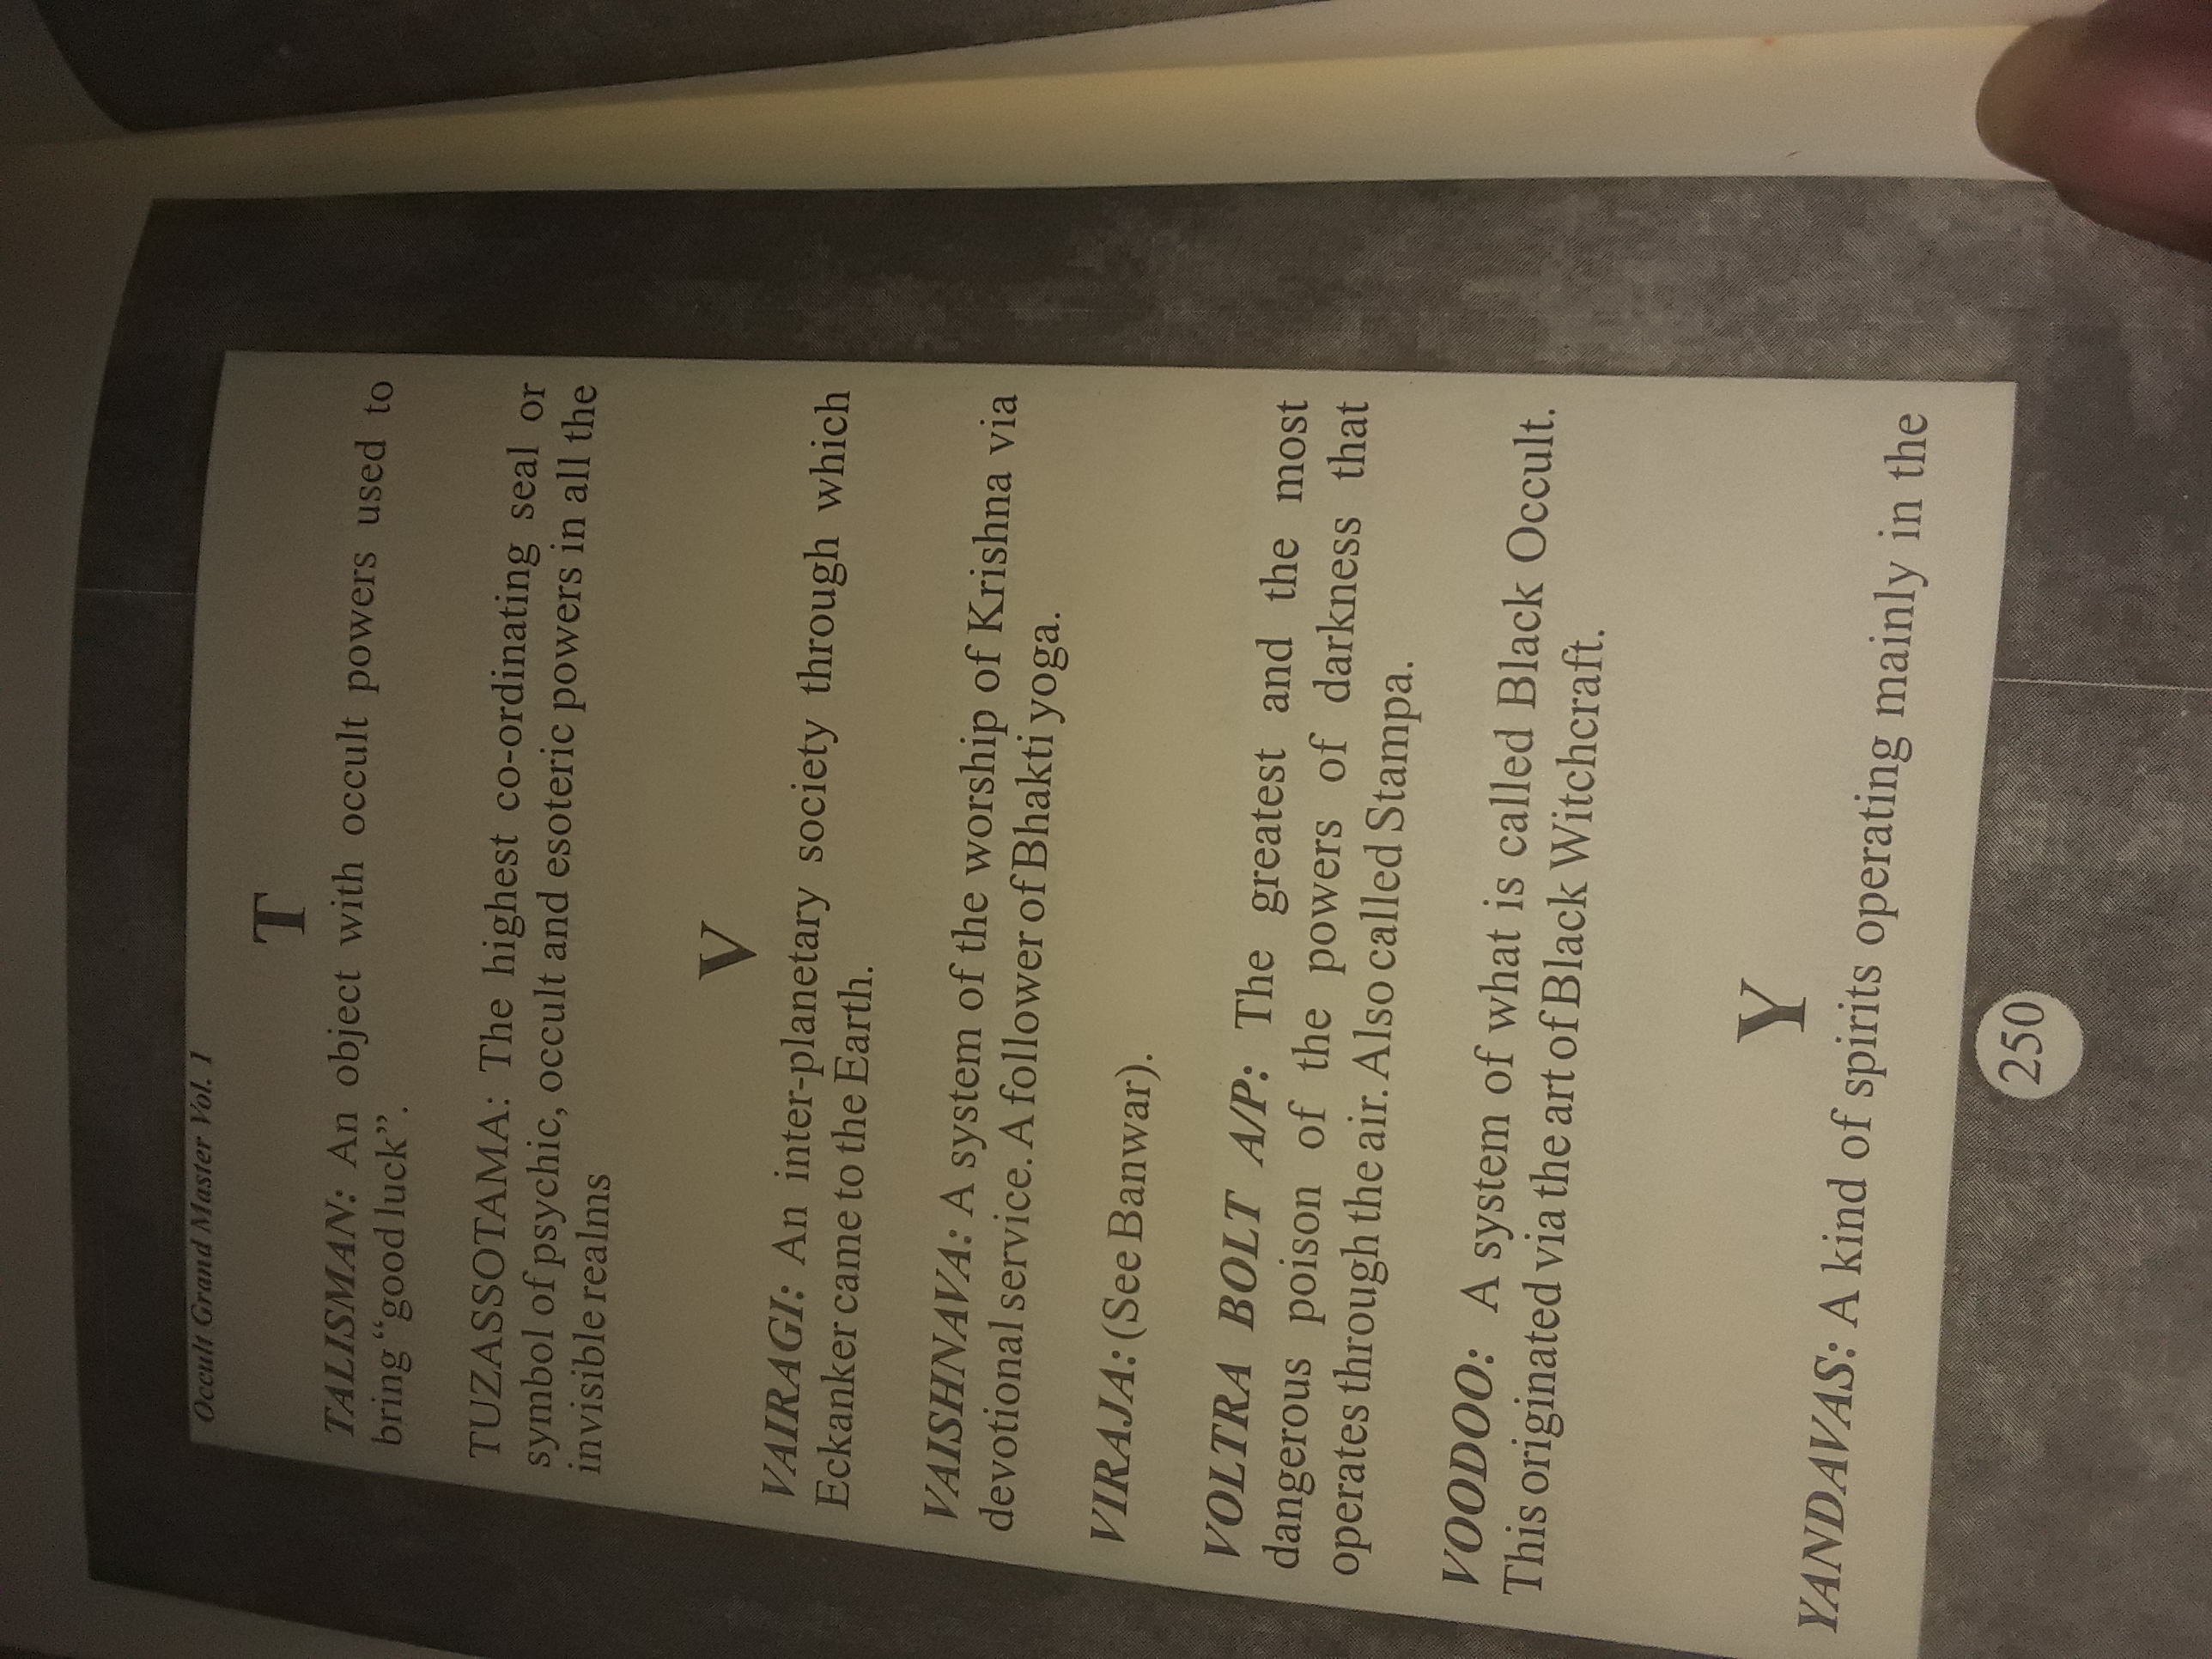 Occult Grand Master Vol. 1
T
TALISMAN: An object with occult powers used to
bring “good luck”.
TUZASSOTAMA: The highest co-ordinating seal or
symbol of psychic, occult and esoteric powers in all the
invisible realms
V
VAIRAGI: An inter-planetary society through which
Eckanker came to the Earth.
VAISHNAVA: A system of the worship of Krishna via
devotional service. A follower of Bhakti yoga.
VIRAJA: (See Banwar).
VOLTRA BOLT A/P: The greatest and the most
dangerous poison of the powers of darkness that
operates through the air. Also called Stampa.
VOODOO: A system of what is called Black Occult.
This originated via the art of Black Witchcraft.
Y
YANDAVAS: A kind of spirits operating mainly in the
250